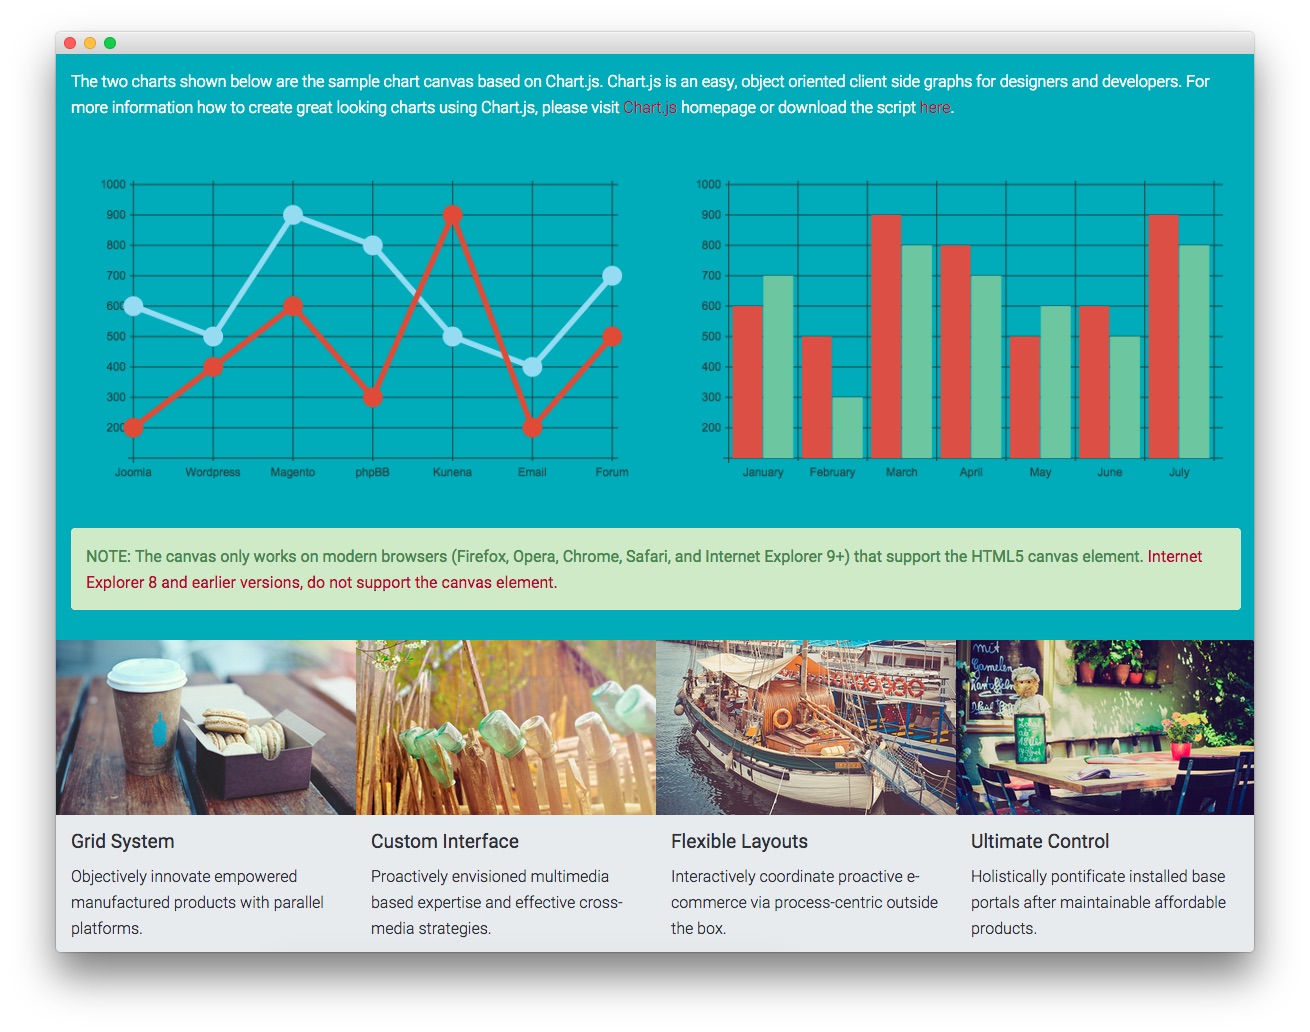 The two charts shown below are the sample chart canvas based on Chart.js. Chart.js is an easy, object oriented client side graphs for designers and developers. For
more information how to create great looking charts using Chart.js, please visit Chart.js homepage or download the script here.
1000
900
800
700
600
500
400
300
200
Joomla Wordpress Magento phpBB Kunena Email Forum
1000
900
800
700
600
500
400
300
200
January February March April May June July
NOTE: The canvas only works on modern browsers (Firefox, Opera, Chrome, Safari, and Internet Explorer 9+) that support the HTML5 canvas element. Internet
Explorer 8 and earlier versions, do not support the canvas element.
mit
Gamelen
Grid System
Objectively innovate empowered
manufactured products with parallel
platforms.
Custom Interface
Proactively envisioned multimedia
based expertise and effective cross-
media strategies.
Flexible Layouts
Interactively coordinate proactive e-
commerce via process-centric outside
the box.
Ultimate Control
Holistically pontificate installed base
portals after maintainable affordable
products.